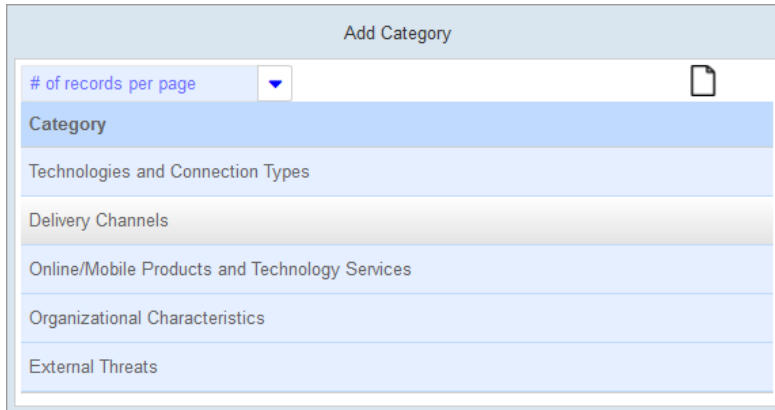 Add Category
# of records per page
Category
Technologies and Connection Types
Delivery Channels
Online/Mobile Products and Technology Services
Organizational Characteristics
External Threats